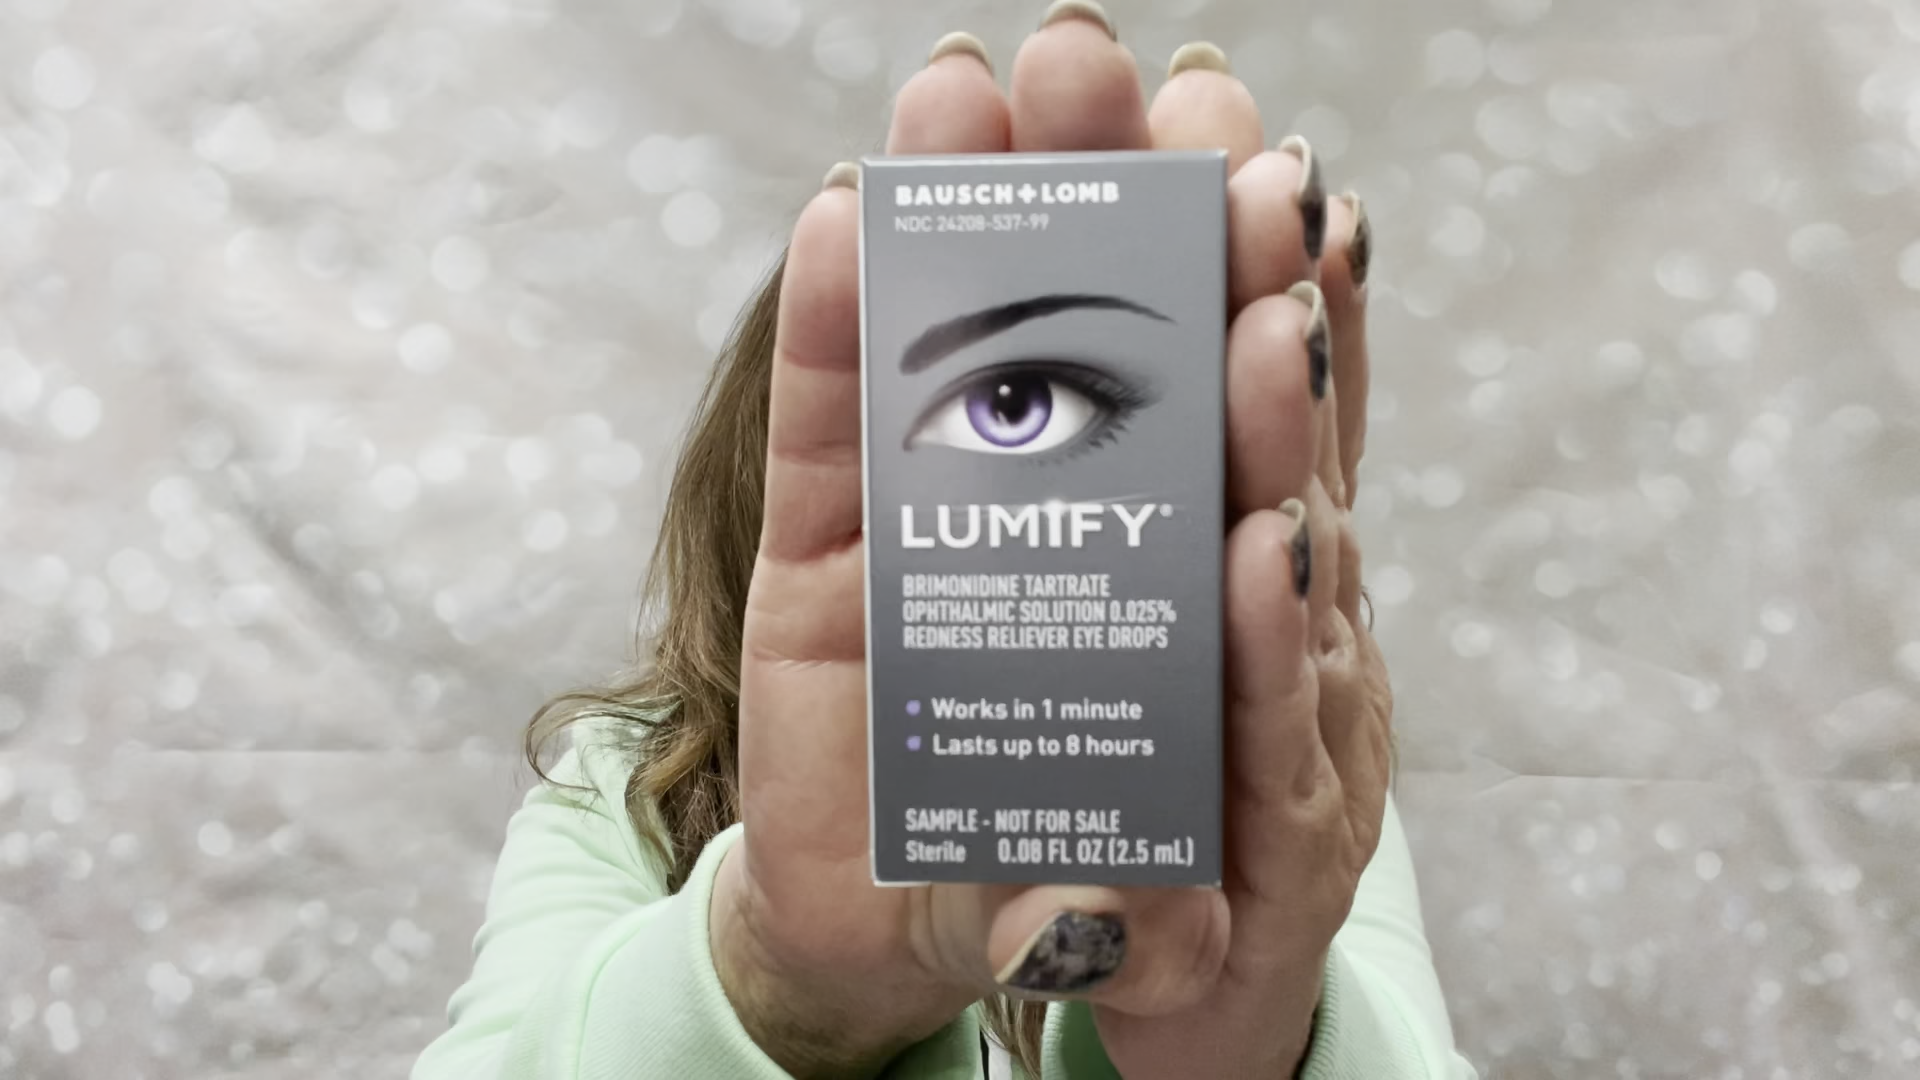 BAUSCH+LOMB
NDC 24208-537-99
LUMIFY®
BRIMONIDINE TARTRATE
OPHTHALMIC SOLUTION 0.025%
REDNESS RELIEVER EYE DROPS
Works in 1 minute
Lasts up to 8 hours
SAMPLE - NOT FOR SALE
Sterile 0.08 FL OZ (2.5 mL)